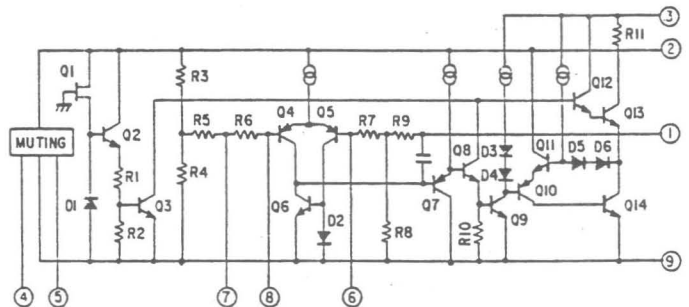 3
R11
2
Q1
R3
Q12
Q13
Q4
Q5
R5
R6
R7
R9
1
MUTING
Q2
Q8
D3
Q11
D5
D6
R1
R4
D4
Q10
D1
Q3
Q6
D2
Q7
Q9
Q14
R2
R8
R10
9
4
5
7
8
6